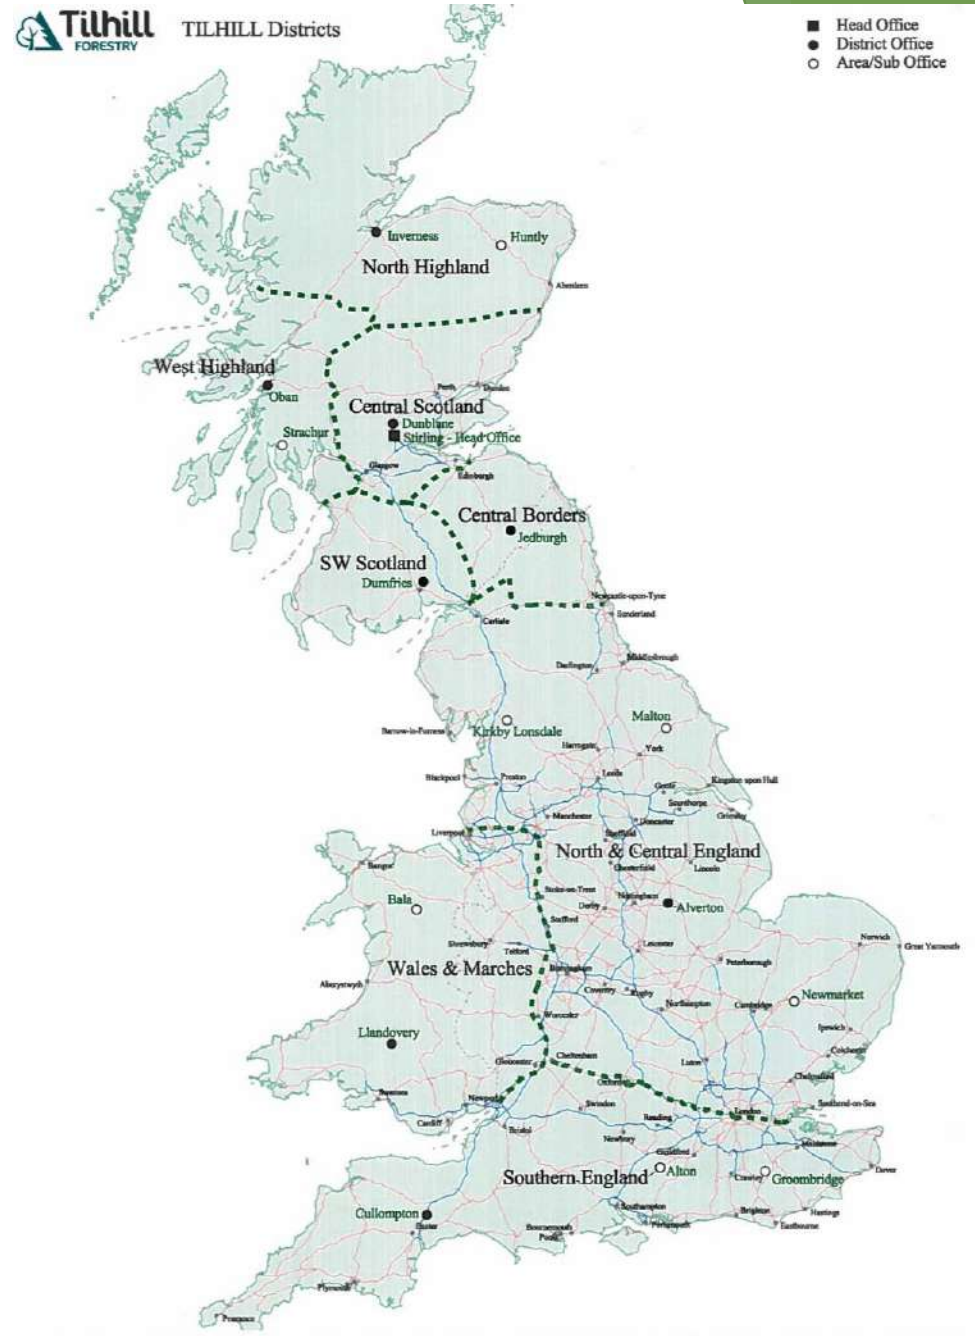 Tilhill
FORESTRY
TILHILL Districts
Head Office
District Office
Area/Sub Office
Inverness
Huntly
North Highland
Aberdeen
West Highland
Oban
Perth
Dundee
Central Scotland
Dunblane
Stirling - Head Office
Strachur
Glasgow
Edinburgh
Central Borders
Jedburgh
SW Scotland
Dumfries
Newcastle-upon-Tyne
Sunderland
Carlisle
Middlesbrough
Darlington
Malton
Kirkby Lonsdale
Barrow-in-Furness
Harrogate
York
Blackpool
Preston
Leeds
Goole
Kingston upon Hull
Scunthorpe
Grimsby
Manchester
Doncaster
Liverpool
Sheffield
North & Central England
Bangor
Chesterfield
Lincoln
Stoke-on-Trent
Nottingham
Bala
Derby
Alverton
Stafford
Shrewsbury
Telford
Leicester
Norwich
Great Yarmouth
Wales & Marches
Birmingham
Peterborough
Aberystwyth
Coventry
Rugby
Northampton
Cambridge
Newmarket
Worcester
Ipswich
Llandovery
Colchester
Gloucester
Cheltenham
Luton
Chelmsford
Oxford
Swansea
Newport
Swindon
Southend-on-Sea
London
Cardiff
Bristol
Reading
Newbury
Maidstone
Guildford
Southern England
Alton
Crawley
Groombridge
Dover
Cullompton
Exeter
Southampton
Portsmouth
Brighton
Hastings
Eastbourne
Bournemouth
Poole
Plymouth
Penzance